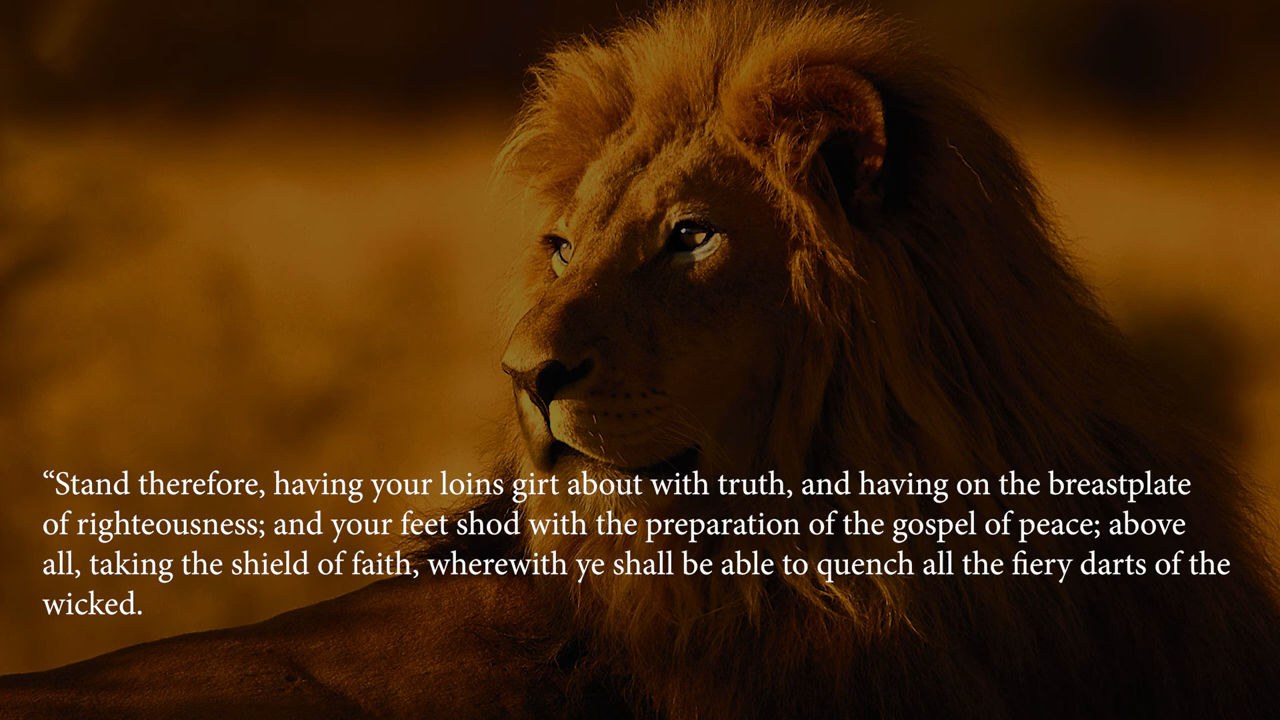 “Stand therefore, having your loins girt about with truth, and having on the breastplate
of righteousness; and your feet shod with the preparation of the gospel of peace; above
all, taking the shield of faith, wherewith ye shall be able to quench all the fiery darts of the
wicked.